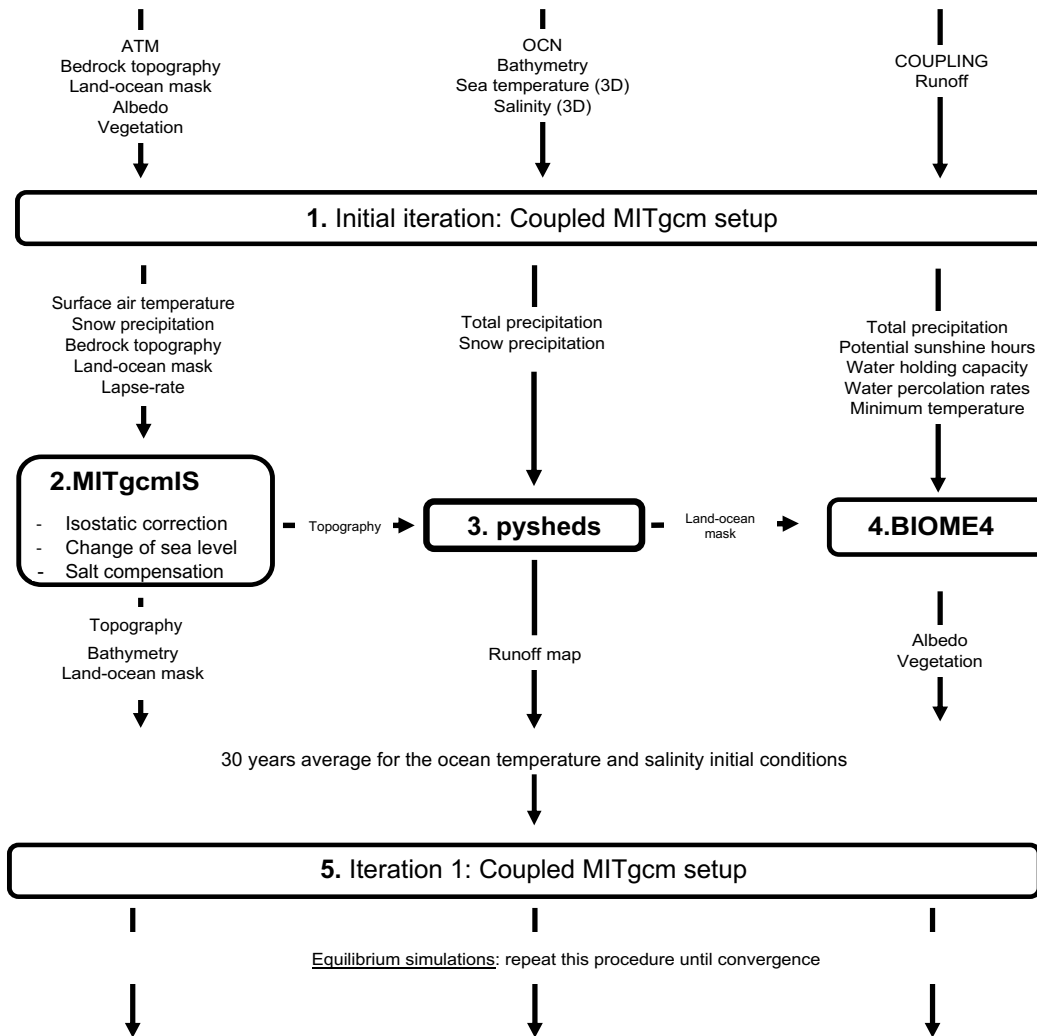 ATM
Bedrock topography
Land-ocean mask
Albedo
Vegetation
OCN
Bathymetry
Sea temperature (3D)
Salinity (3D)
COUPLING
Runoff
1. Initial iteration: Coupled MITgcm setup
Surface air temperature
Snow precipitation
Bedrock topography
Land-ocean mask
Lapse-rate
Total precipitation
Snow precipitation
Total precipitation
Potential sunshine hours
Water holding capacity
Water percolation rates
Minimum temperature
2.MITgcmIS
- Isostatic correction
- Change of sea level
- Salt compensation
Topography
3. pysheds
Land-ocean
mask
4.BIOME4
Topography
Bathymetry
Land-ocean mask
Runoff map
Albedo
Vegetation
30 years average for the ocean temperature and salinity initial conditions
5. Iteration 1: Coupled MITgcm setup
Equilibrium simulations: repeat this procedure until convergence